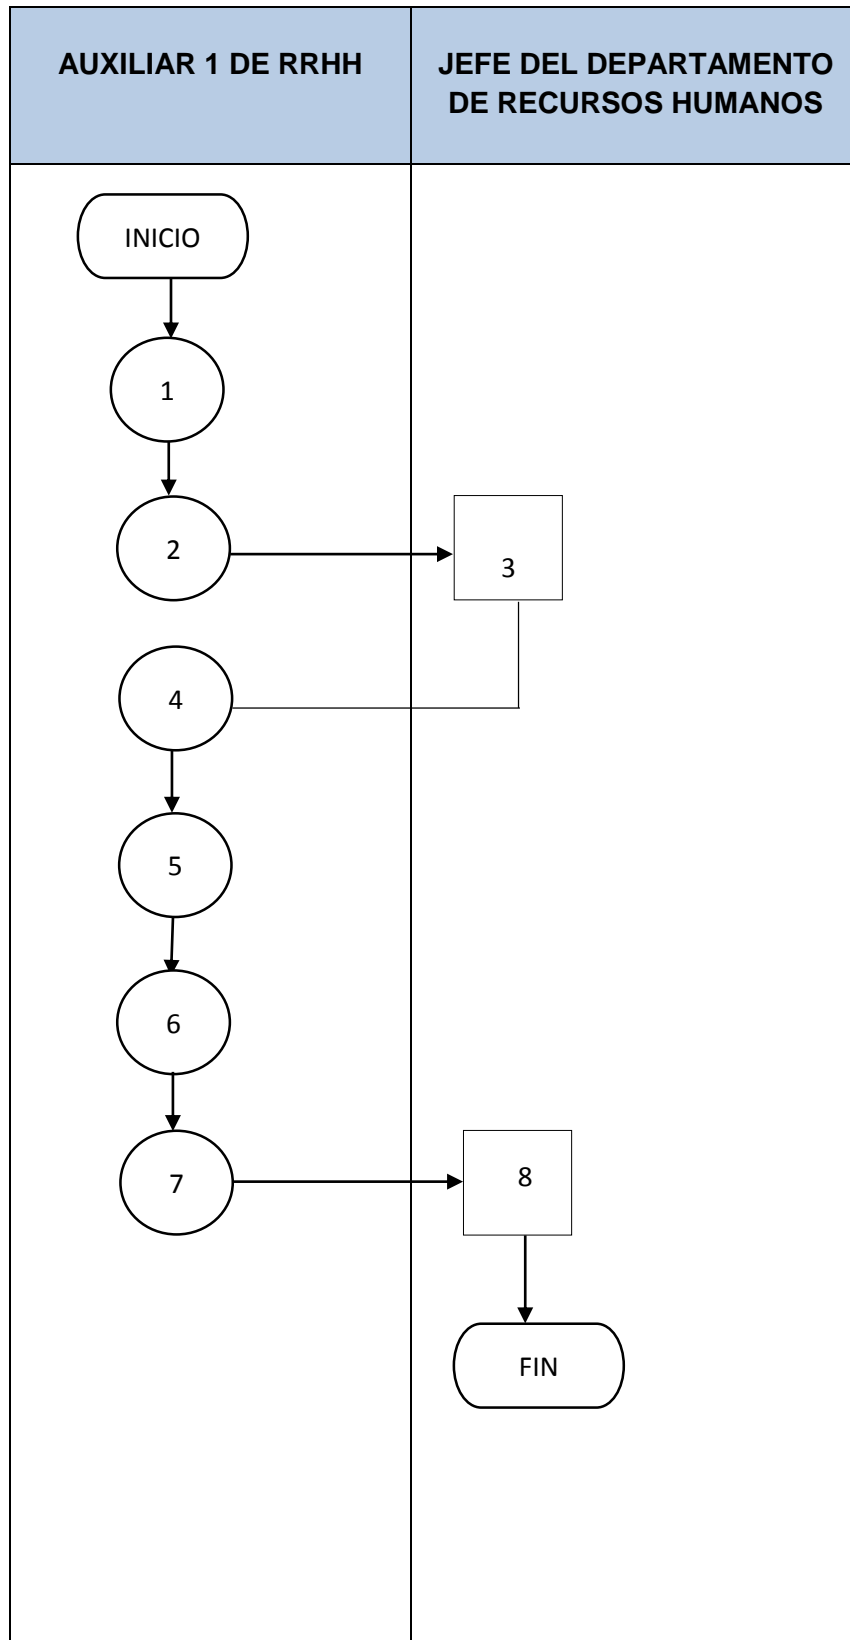 AUXILIAR 1 DE RRHH
JEFE DEL DEPARTAMENTO
DE RECURSOS HUMANOS
INICIO
1
2
3
4
5
6
7
8
FIN